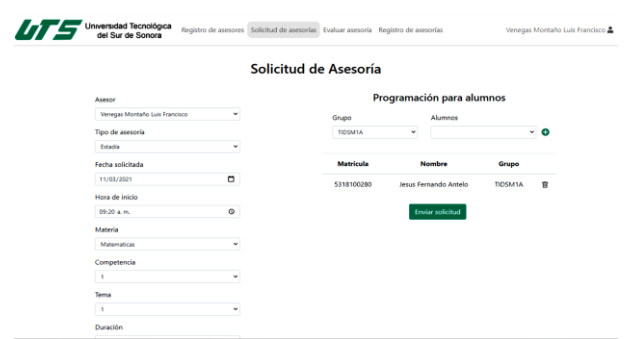 UTS Universidad Tecnológica
del Sur de Sonora
Registro de asesores Solicitud de asesorías Evaluar asesoría Registro de asesorías Venegas Montaño Luis Francisco
Solicitud de Asesoría
Asesor
Venegas Montaño Luis Francisco
Tipo de asesoría
Estadía
Fecha solicitada
11/03/2021
Hora de inicio
09:20 a. m.
Materia
Matematicas
Competencia
1
Tema
1
Duración
Programación para alumnos
Grupo Alumnos
TIDSM1A
Matrícula Nombre Grupo
5318100280 Jesus Fernando Antelo TIDSM1A
Enviar solicitud